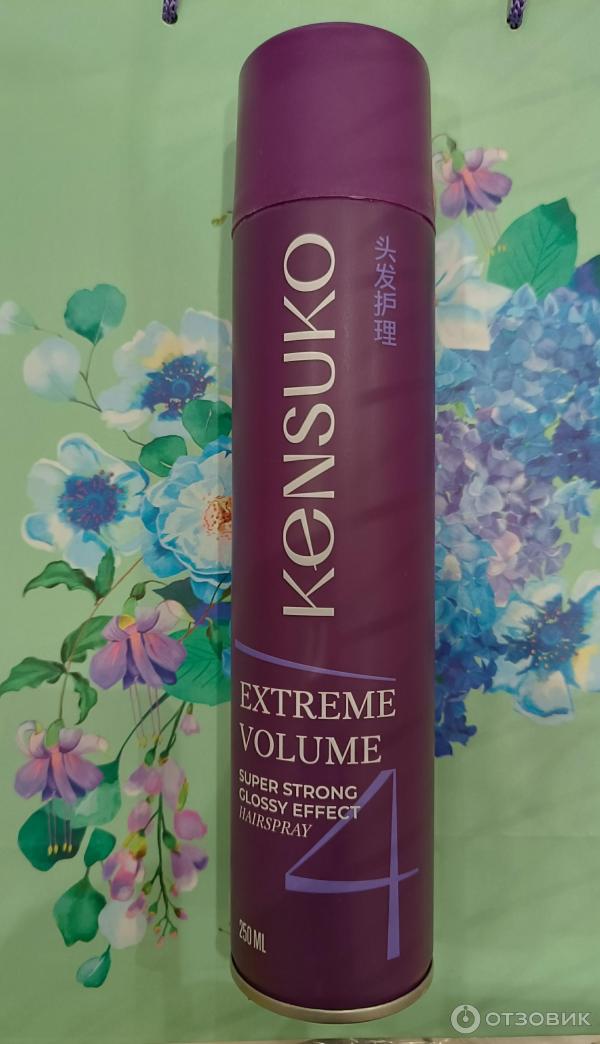 KeNSUKO
头发护理
EXTREME
VOLUME
SUPER STRONG
GLOSSY EFFECT
HAIRSPRAY
4
250 ML
ОТЗОВИК